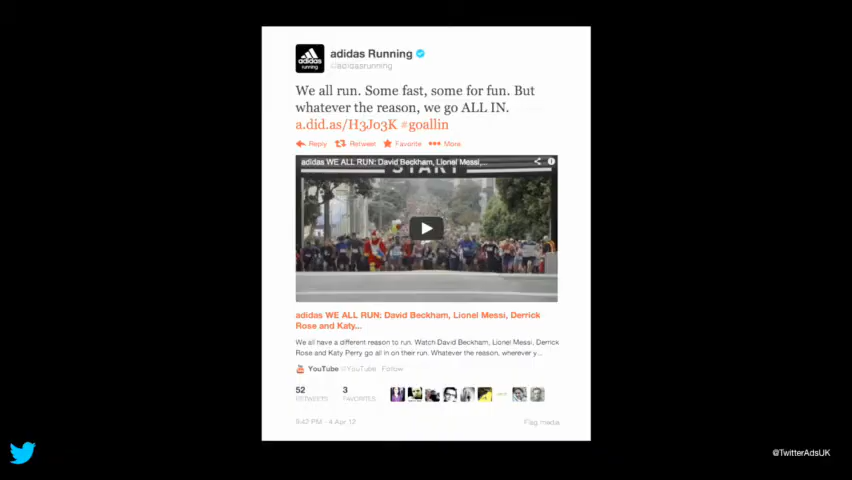 adidas Running
@adidasrunning
We all run. Some fast, some for fun. But
whatever the reason, we go ALL IN.
a.did.as/H3Jo3K #goallin
Reply Retweet Favorite More
adidas WE ALL RUN: David Beckham, Lionel Messi,...
START
adidas WE ALL RUN: David Beckham, Lionel Messi, Derrick
Rose and Katy...
We all have a different reason to run. Watch David Beckham, Lionel Messi, Derrick
Rose and Katy Perry go all in on their run. Whatever the reason, wherever y...
YouTube @YouTube · Follow
52 3
RETWEETS FAVORITES
5:42 PM - 4 Apr 12 Flag media
@TwitterAdsUK